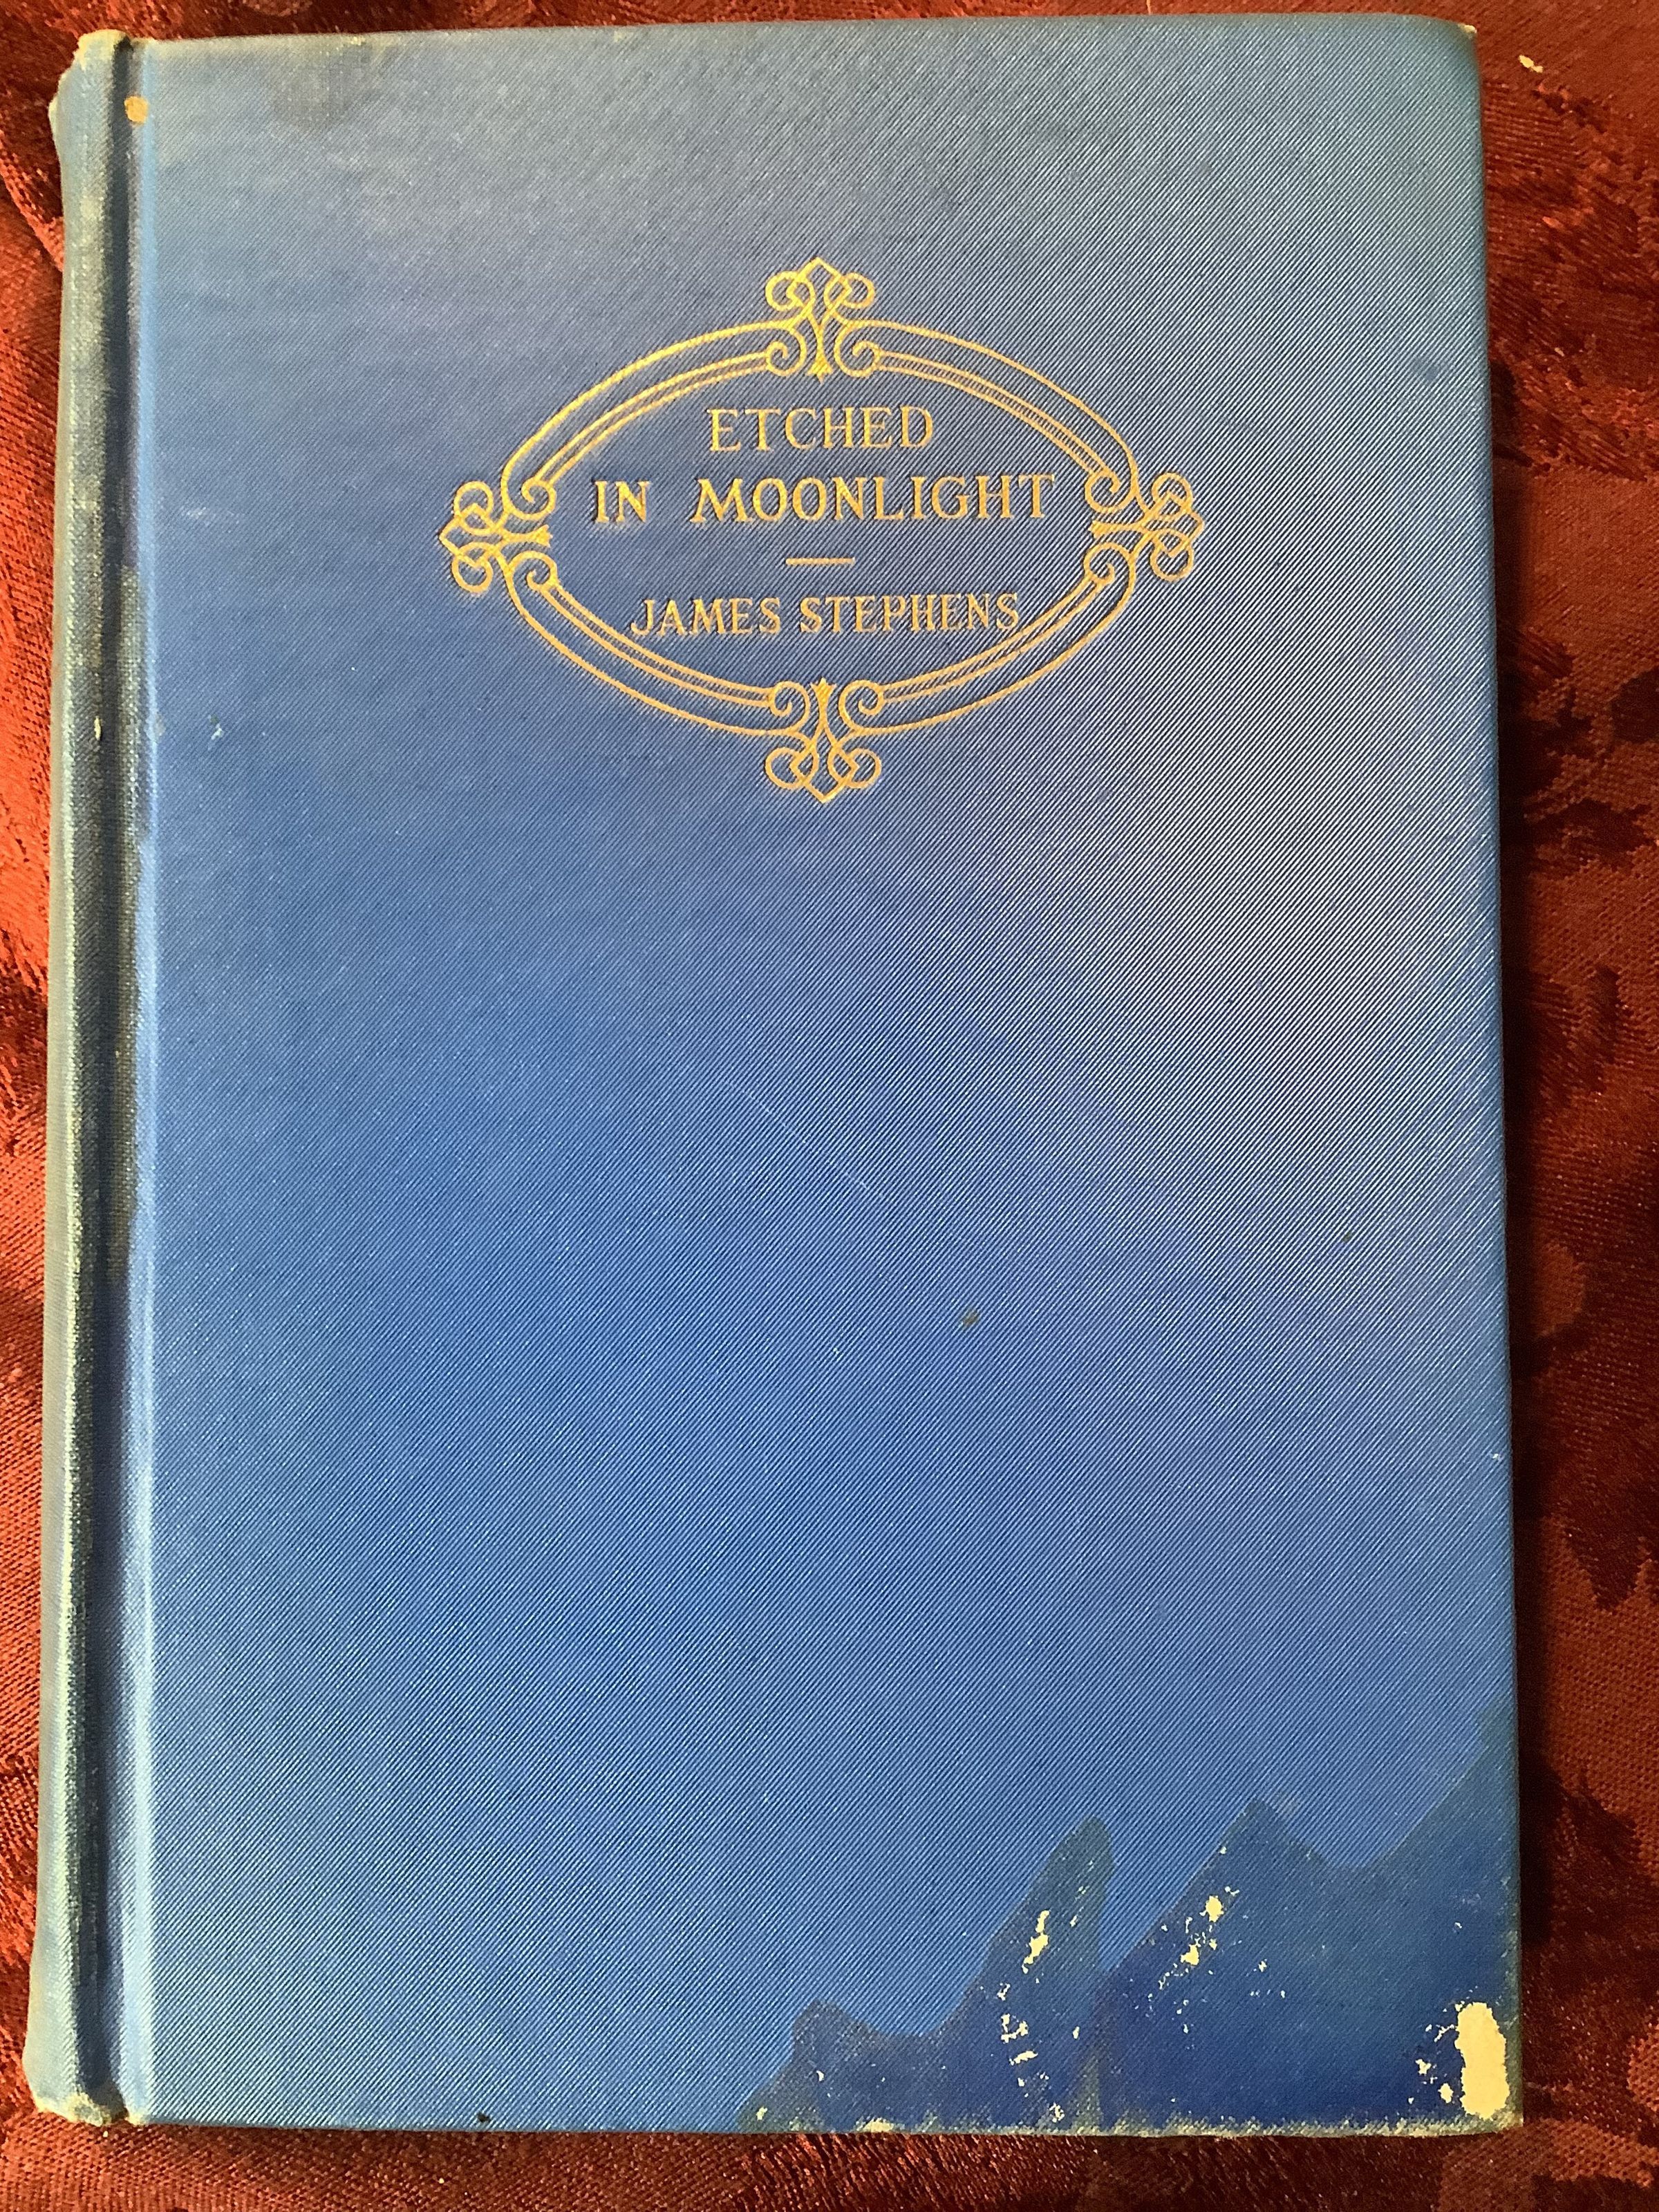 ETCHED
IN MOONLIGHT
—
JAMES STEPHENS